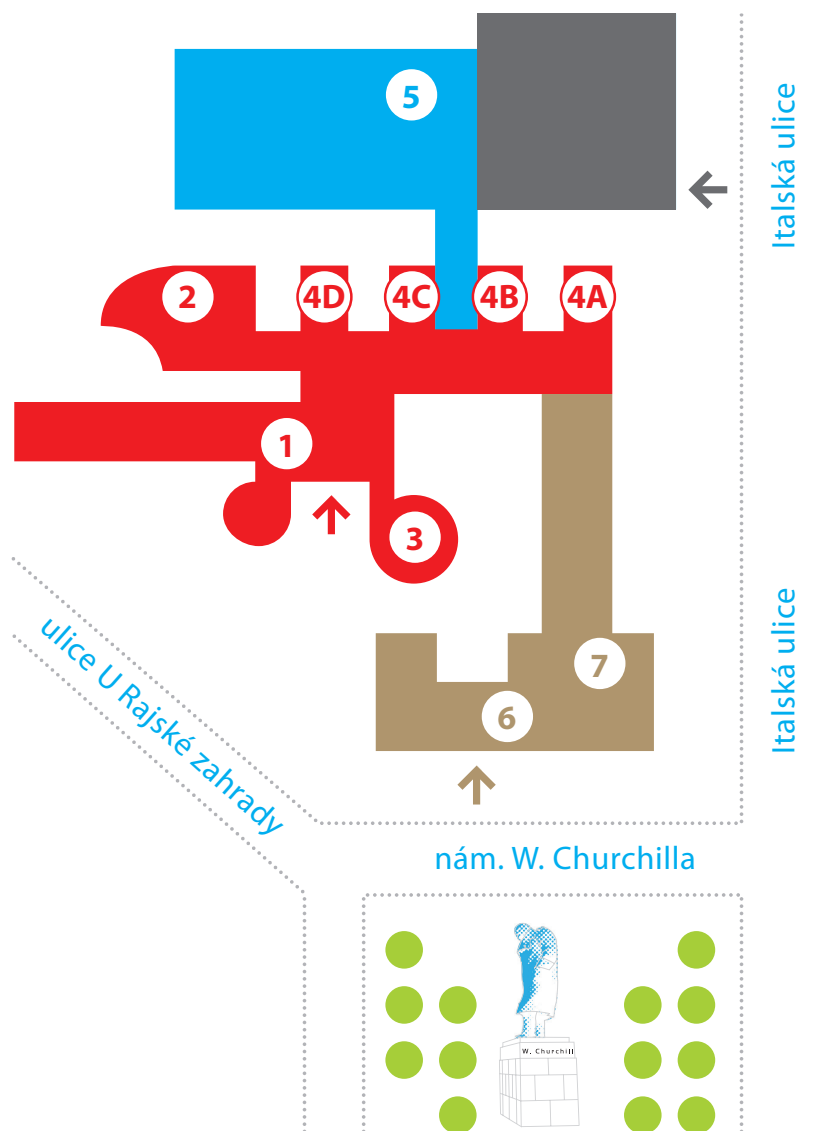 5
Italská ulice
2
4D
4C
4B
4A
1
3
ulice U Rajské zahrady
7
Italská ulice
6
nám. W. Churchilla
W. Churchill